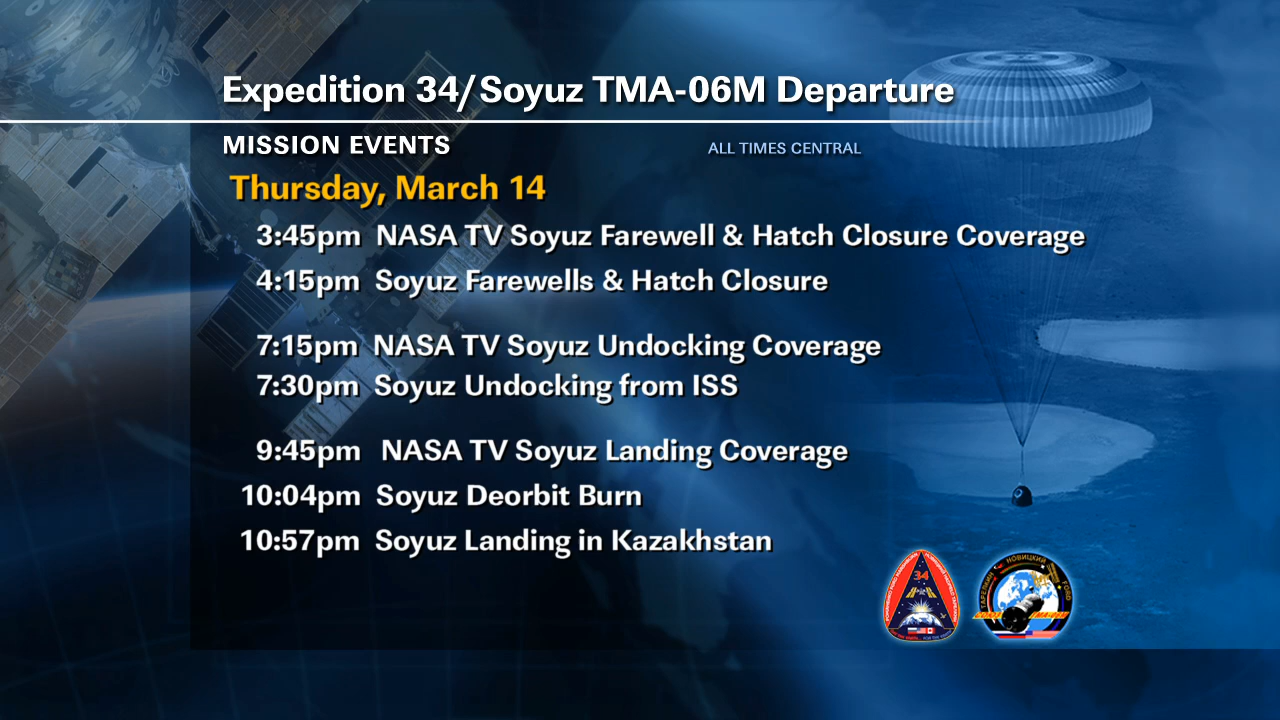 Expedition 34/Soyuz TMA-06M Departure
MISSION EVENTS
ALL TIMES CENTRAL
Thursday, March 14
3:45pm NASA TV Soyuz Farewell & Hatch Closure Coverage
4:15pm Soyuz Farewells & Hatch Closure
7:15pm NASA TV Soyuz Undocking Coverage
7:30pm Soyuz Undocking from ISS
9:45pm NASA TV Soyuz Landing Coverage
10:04pm Soyuz Deorbit Burn
10:57pm Soyuz Landing in Kazakhstan
34
ТАРЕЛКИН НОВИЦКИЙ FORD